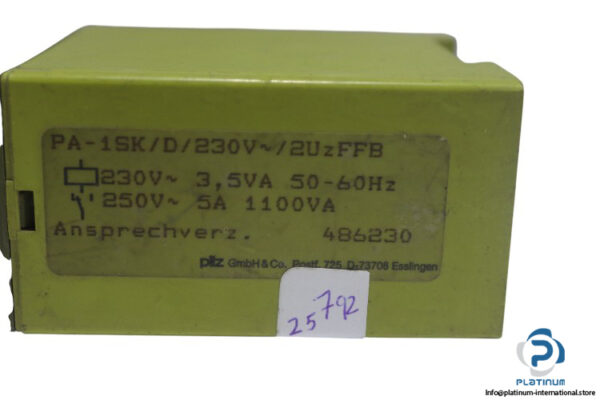 PA-1SK/D/230V~/2UzFFB
230V~ 3,5VA 50-60Hz
250V~ 5A 1100VA
Ansprechverz. 486230
pilz GmbH&Co. Postf. 725 D-73708 Esslingen
25792
PLATINUM
info@platinum-international.store